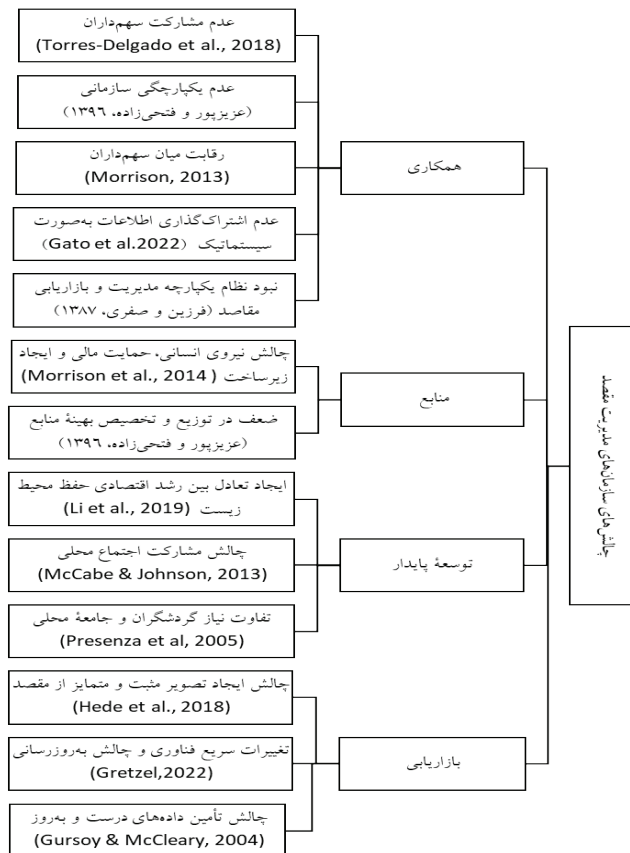 چالش‌های سازمان‌های مدیریت مقصد
همکاری
عدم مشارکت سهم‌داران
(Torres-Delgado et al., 2018)
عدم یکپارچگی سازمانی
(عزیزپور و فتحی‌زاده، ۱۳۹۶)
رقابت میان سهم‌داران
(Morrison, 2013)
عدم اشتراک‌گذاری اطلاعات به‌صورت
سیستماتیک (Gato et al.2022)
نبود نظام یکپارچه مدیریت و بازاریابی
مقاصد (فرزین و صفری، ۱۳۸۷)
منابع
چالش نیروی انسانی، حمایت مالی و ایجاد
زیرساخت (Morrison et al., 2014)
ضعف در توزیع و تخصیص بهینهٔ منابع
(عزیزپور و فتحی‌زاده، ۱۳۹۶)
توسعهٔ پایدار
ایجاد تعادل بین رشد اقتصادی حفظ محیط
زیست (Li et al., 2019)
چالش مشارکت اجتماع محلی
(McCabe & Johnson, 2013)
تفاوت نیاز گردشگران و جامعهٔ محلی
(Presenza et al, 2005)
بازاریابی
چالش ایجاد تصویر مثبت و متمایز از مقصد
(Hede et al., 2018)
تغییرات سریع فناوری و چالش به‌روزرسانی
(Gretzel,2022)
چالش تأمین داده‌های درست و به‌روز
(Gursoy & McCleary, 2004)